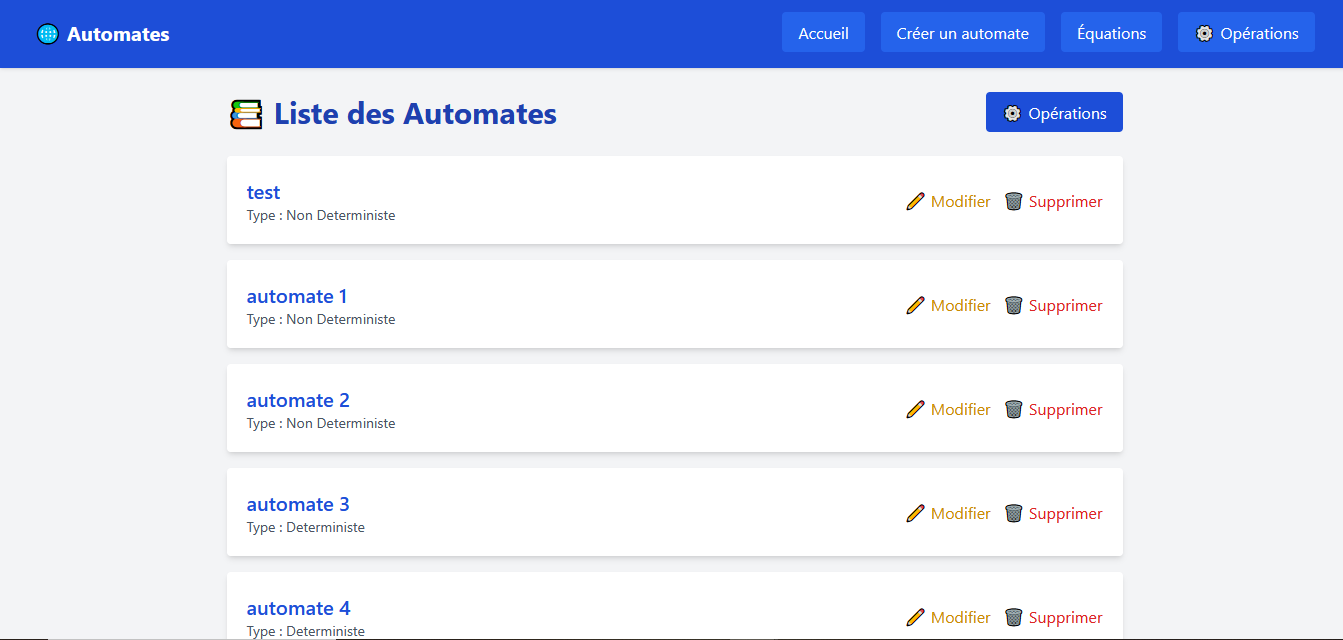 Automates
Accueil
Créer un automate
Équations
Opérations
Liste des Automates
Opérations
test
Type : Non Deterministe
Modifier
Supprimer
automate 1
Type : Non Deterministe
Modifier
Supprimer
automate 2
Type : Non Deterministe
Modifier
Supprimer
automate 3
Type : Deterministe
Modifier
Supprimer
automate 4
Type : Deterministe
Modifier
Supprimer